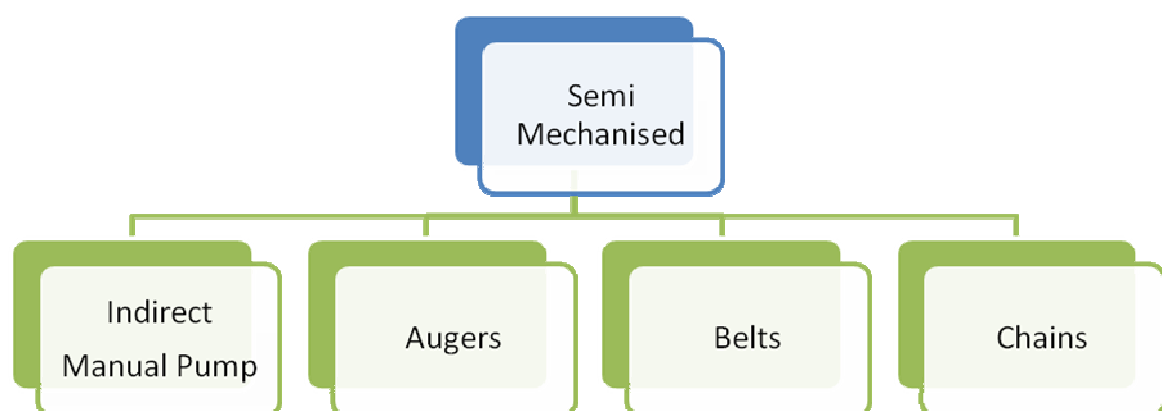 Semi
Mechanised
Indirect
Manual Pump
Augers
Belts
Chains